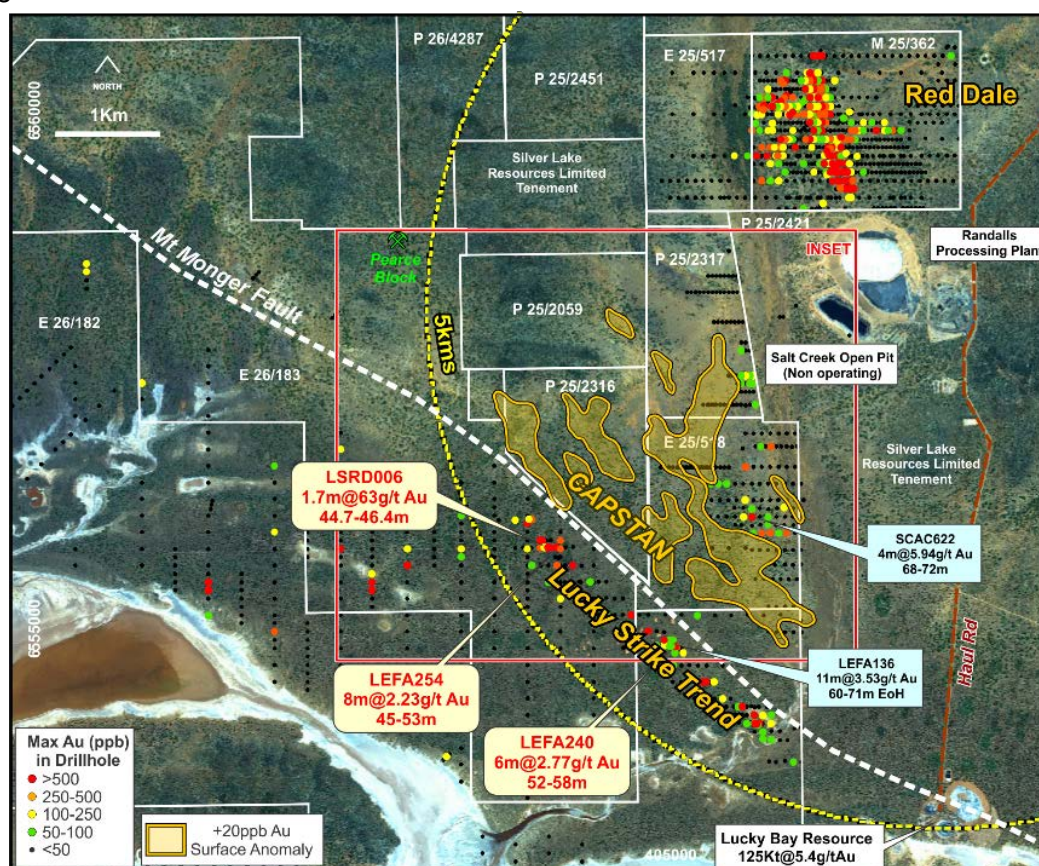 P 26/4287
E 25/517
M 25/362
P 25/2451
Red Dale
NORTH
1Km
6560000
Silver Lake
Resources Limited
Tenement
P 25/2421
INSET
Randalls
Processing Plant
Mt Monger Fault
Pearce
Block
P 25/2317
E 26/182
P 25/2059
5kms
E 26/183
Salt Creek Open Pit
(Non operating)
P 25/2316
E 25/518
Silver Lake
Resources Limited
Tenement
LSRD006
1.7m@63g/t Au
44.7-46.4m
CAPSTAN
SCAC622
4m@5.94g/t Au
68-72m
Lucky Strike Trend
6555000
Haul Rd
LEFA136
11m@3.53g/t Au
60-71m EoH
LEFA254
8m@2.23g/t Au
45-53m
LEFA240
6m@2.77g/t Au
52-58m
Max Au (ppb)
in Drillhole
>500
250-500
100-250
50-100
<50
+20ppb Au
Surface Anomaly
405000
Lucky Bay Resource
125Kt@5.4g/tAu